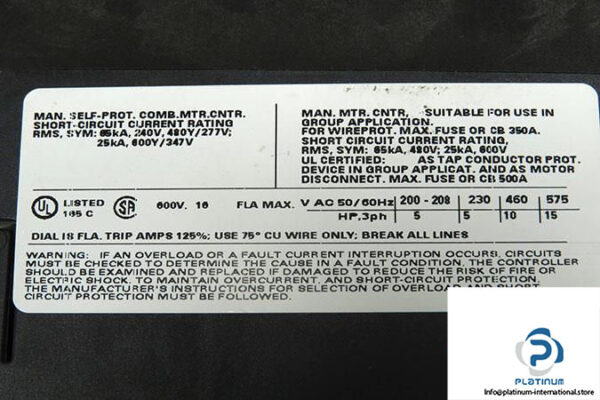 MAN. SELF-PROT. COMB.MTR.CNTR.
SHORT-CIRCUIT CURRENT RATING
RMS, SYM: 65kA, 240V, 480Y/277V;
25kA, 600Y/347V
MAN. MTR. CNTR, SUITABLE FOR USE IN
GROUP APPLICATION.
FOR WIREPROT. MAX. FUSE OR CB 350A.
SHORT CIRCUIT CURRENT RATING,
RMS, SYM: 65kA, 480V; 25kA, 600V
UL CERTIFIED: AS TAP CONDUCTOR PROT.
DEVICE IN GROUP APPLICAT. AND AS MOTOR
DISCONNECT. MAX. FUSE OR CB 500A
UL LISTED 165 C SA 600V. 16 FLA MAX. V AC 50/60Hz 200 - 208 230 460 575
HP,3ph 5 5 10 15
DIAL IS FLA. TRIP AMPS 125%; USE 75° CU WIRE ONLY; BREAK ALL LINES
WARNING: IF AN OVERLOAD OR A FAULT CURRENT INTERRUPTION OCCURS, CIRCUITS
MUST BE CHECKED TO DETERMINE THE CAUSE IN A FAULT CONDITION. THE CONTROLLER
SHOULD BE EXAMINED AND REPLACED IF DAMAGED TO REDUCE THE RISK OF FIRE OR
ELECTRIC SHOCK. TO MAINTAIN OVERCURRENT, AND SHORT-CIRCUIT PROTECTION,
THE MANUFACTURER'S INSTRUCTIONS FOR SELECTION OF OVERLOAD AND SHORT
CIRCUIT PROTECTION MUST BE FOLLOWED.
PLATINUM
http://platinum-international.store